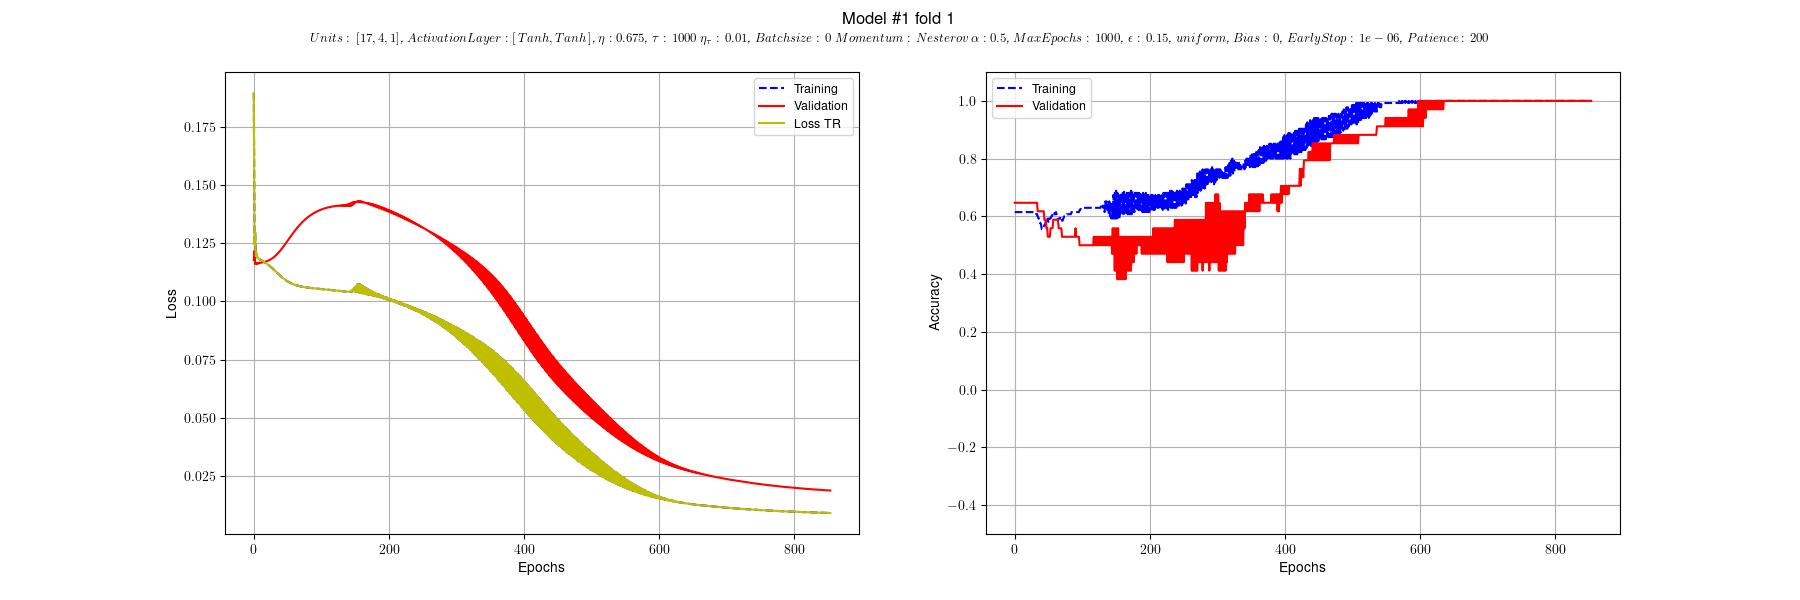 Model #1 fold 1
Units : [17, 4, 1], ActivationLayer : [Tanh, Tanh], η : 0.675, τ : 1000 ητ : 0.01, Batchsize : 0 Momentum : Nesterov α : 0.5, MaxEpochs : 1000, ϵ : 0.15, uniform, Bias : 0, EarlyStop : 1e − 06, Patience : 200
Training
Validation
Loss TR
0.175
0.150
0.125
0.100
0.075
0.050
0.025
Loss
0
200
400
600
800
Epochs
Training
Validation
1.0
0.8
0.6
0.4
0.2
0.0
−0.2
−0.4
Accuracy
0
200
400
600
800
Epochs